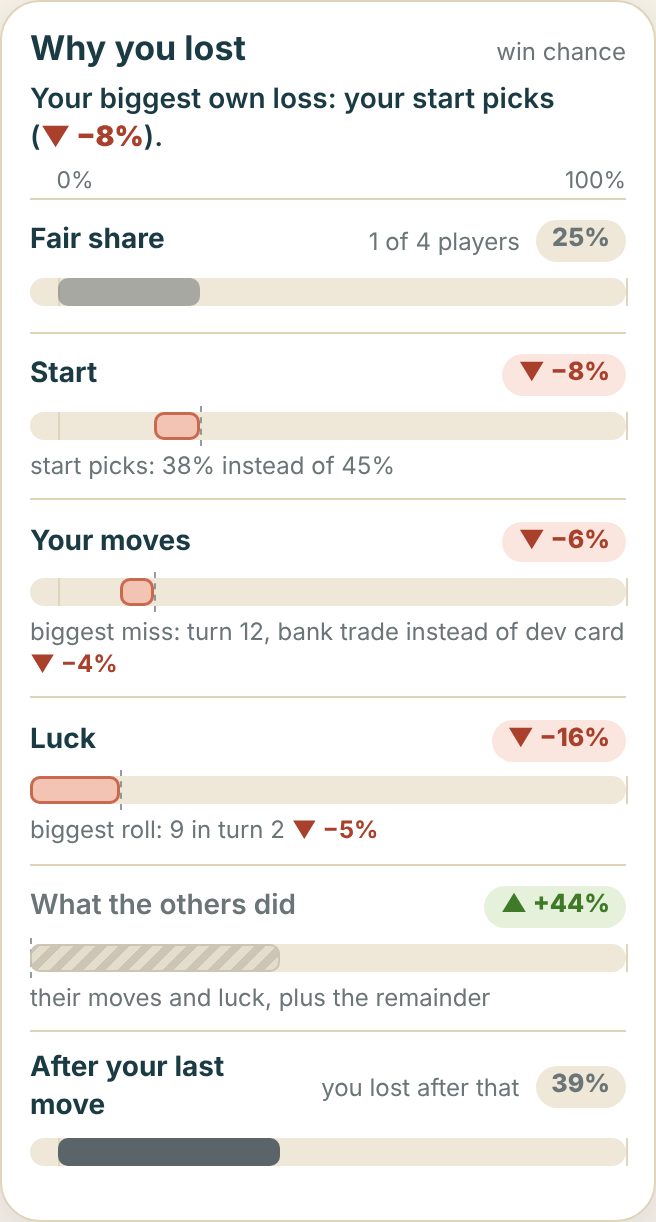 Why you lost
win chance
Your biggest own loss: your start picks
(▼ −8%).
0%
100%
Fair share
1 of 4 players
25%
Start
▼ −8%
start picks: 38% instead of 45%
Your moves
▼ −6%
biggest miss: turn 12, bank trade instead of dev card
▼ −4%
Luck
▼ −16%
biggest roll: 9 in turn 2 ▼ −5%
What the others did
▲ +44%
their moves and luck, plus the remainder
After your last
move
you lost after that
39%